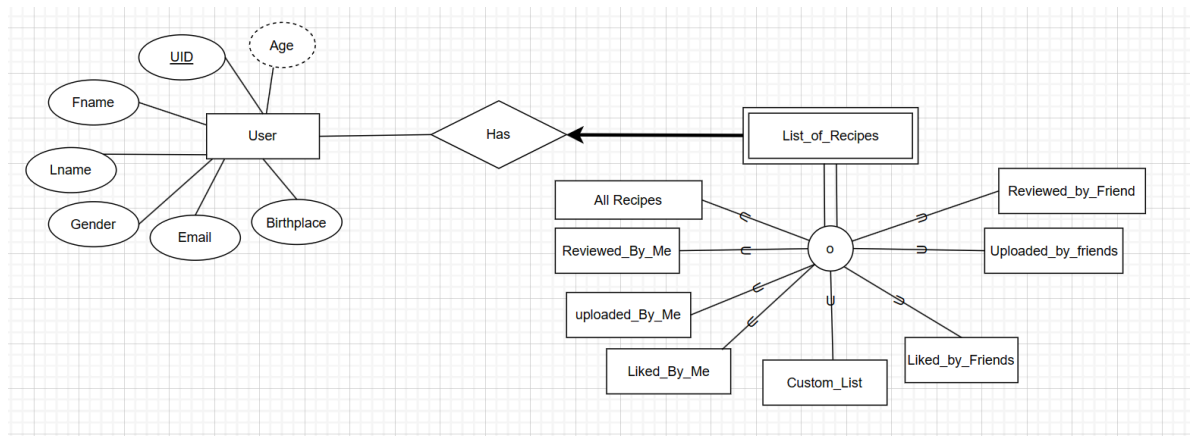 Age
UID
Fname
User
Has
List_of_Recipes
Lname
Gender
Email
Birthplace
All Recipes
Reviewed_by_Friend
Reviewed_By_Me
o
Uploaded_by_friends
uploaded_By_Me
U
Liked_By_Me
Custom_List
Liked_by_Friends